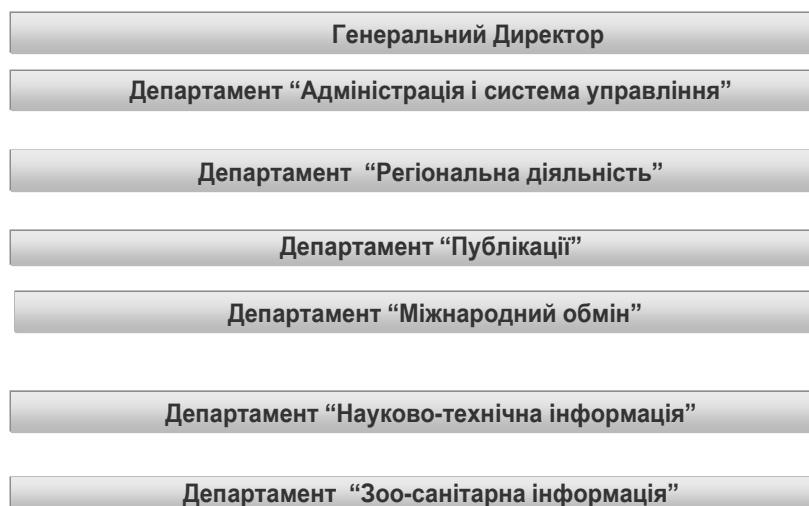 Генеральний Директор
Департамент “Адміністрація і система управління”
Департамент “Регіональна діяльність”
Департамент “Публікації”
Департамент “Міжнародний обмін”
Департамент “Науково-технічна інформація”
Департамент “Зоо-санітарна інформація”